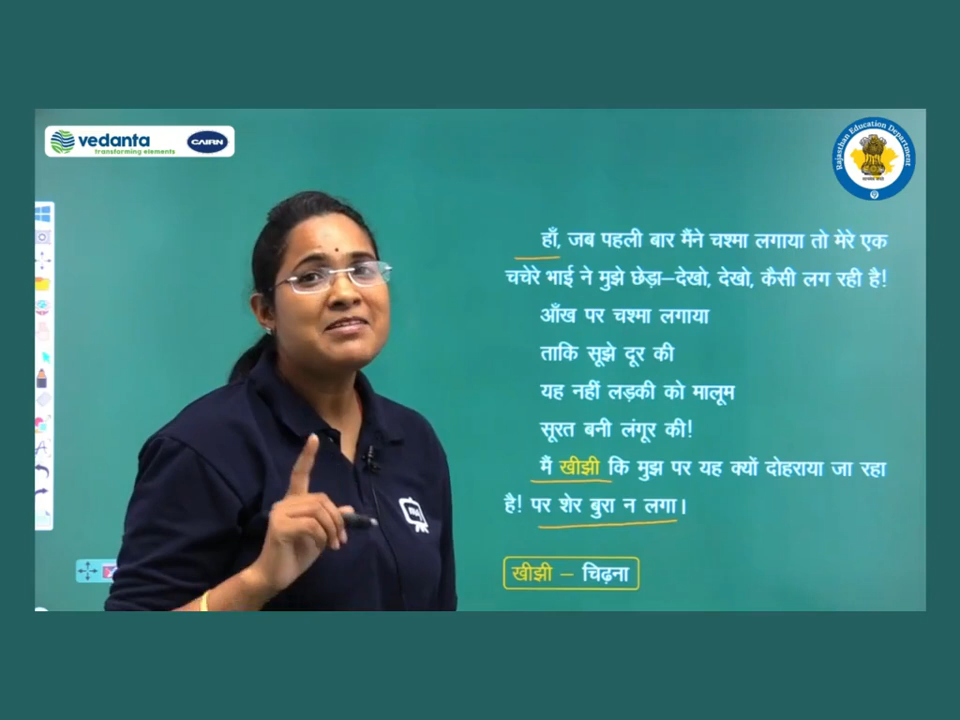 vedanta
transforming elements
CAIRN
Rajasthan Education Department
हाँ, जब पहली बार मैंने चश्मा लगाया तो मेरे एक
चचेरे भाई ने मुझे छेड़ा–देखो, देखो, कैसी लग रही है!
आँख पर चश्मा लगाया
ताकि सूझे दूर की
यह नहीं लड़की को मालूम
सूरत बनी लंगूर की!
मैं खीझी कि मुझ पर यह क्यों दोहराया जा रहा
है! पर शेर बुरा न लगा।
खीझी – चिढ़ना